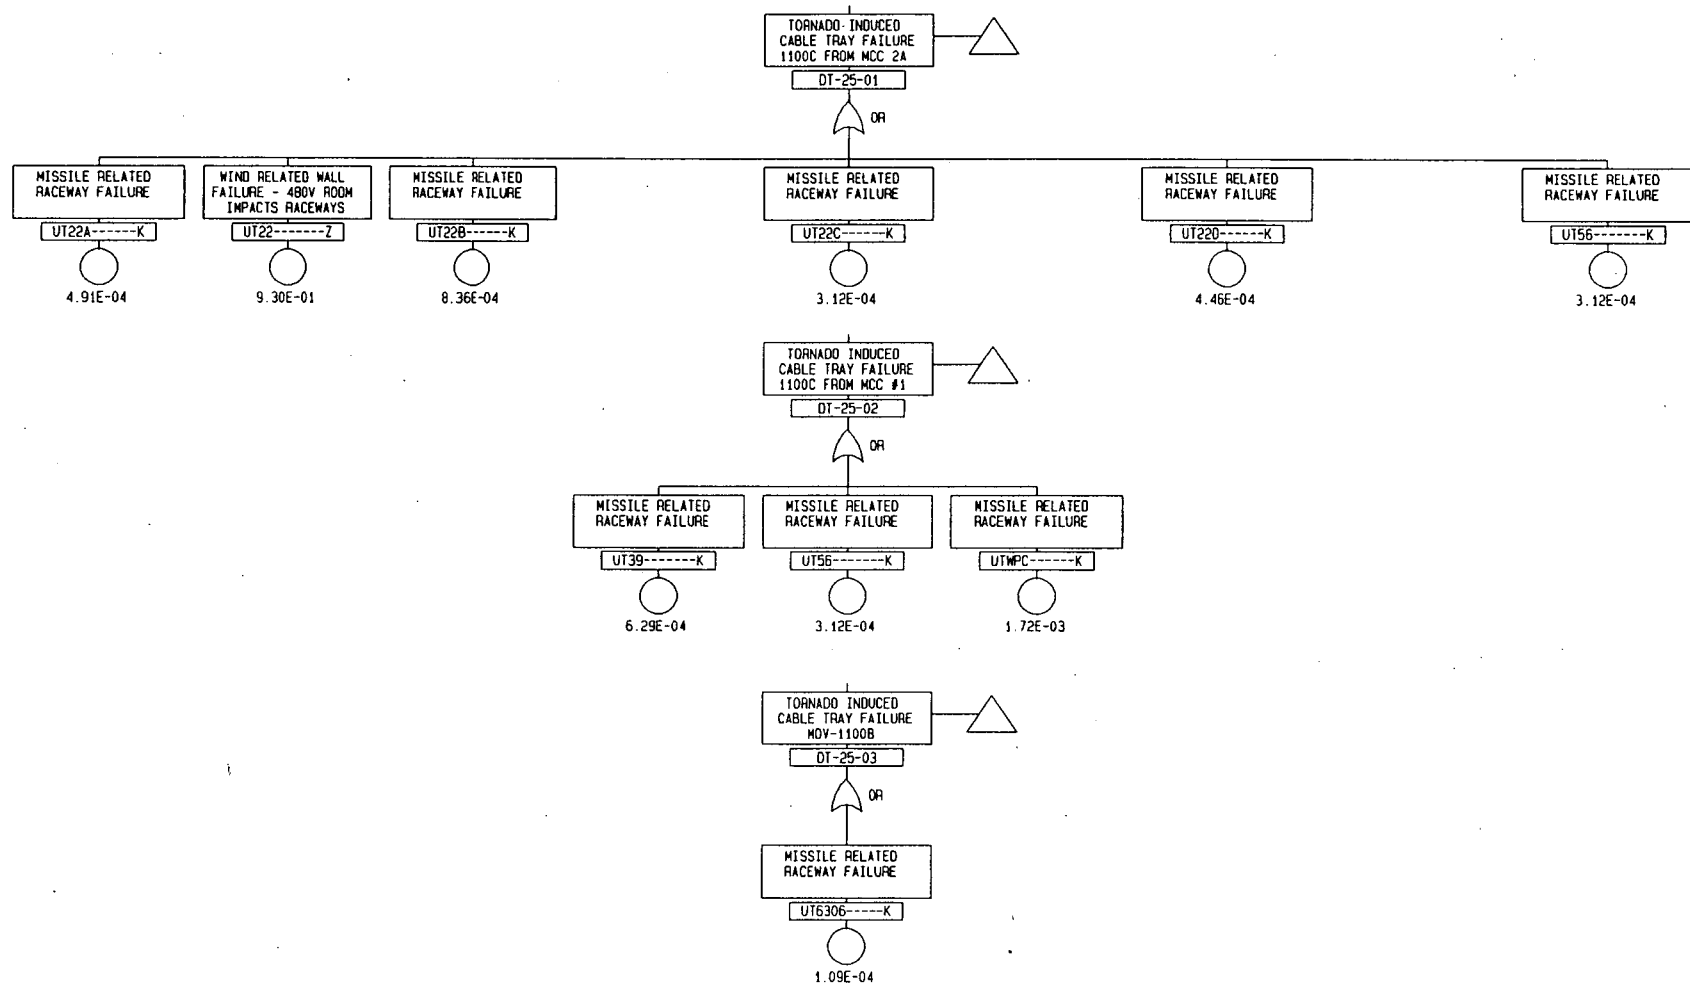 TORNADO INDUCED
CABLE TRAY FAILURE
1100C FROM MCC 2A
DT-25-01
OR
MISSILE RELATED
RACEWAY FAILURE
UT22A------K
4.91E-04
WIND RELATED WALL
FAILURE - 480V ROOM
IMPACTS RACEWAYS
UT22-------Z
9.30E-01
MISSILE RELATED
RACEWAY FAILURE
UT22B------K
8.36E-04
MISSILE RELATED
RACEWAY FAILURE
UT22C------K
3.12E-04
MISSILE RELATED
RACEWAY FAILURE
UT22D------K
4.46E-04
MISSILE RELATED
RACEWAY FAILURE
UT56-------K
3.12E-04
TORNADO INDUCED
CABLE TRAY FAILURE
1100C FROM MCC #1
DT-25-02
OR
MISSILE RELATED
RACEWAY FAILURE
UT39-------K
6.29E-04
MISSILE RELATED
RACEWAY FAILURE
UT56-------K
3.12E-04
MISSILE RELATED
RACEWAY FAILURE
UTWPC------K
1.72E-03
TORNADO INDUCED
CABLE TRAY FAILURE
MOV-1100B
DT-25-03
OR
MISSILE RELATED
RACEWAY FAILURE
UT6306-----K
1.09E-04